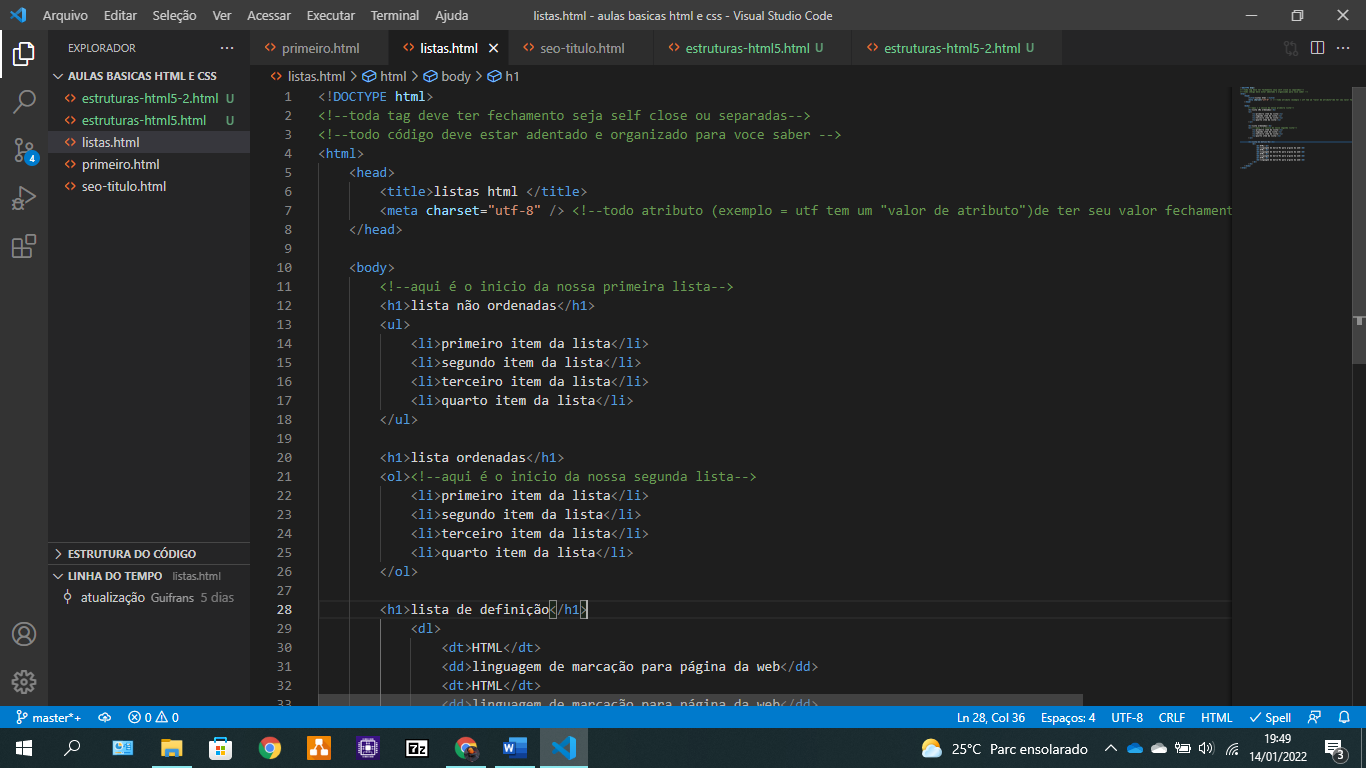 Arquivo Editar Seleção Ver Acessar Executar Terminal Ajuda
listas.html - aulas basicas html e css - Visual Studio Code
EXPLORADOR
AULAS BASICAS HTML E CSS
estruturas-html5-2.html U
estruturas-html5.html U
listas.html
primeiro.html
seo-titulo.html
4
ESTRUTURA DO CÓDIGO
LINHA DO TEMPO listas.html
atualização Guifrans 5 dias
primeiro.html listas.html seo-titulo.html estruturas-html5.html U estruturas-html5-2.html U
listas.html > html > body > h1
1 <!DOCTYPE html>
2 <!--toda tag deve ter fechamento seja self close ou separadas-->
3 <!--todo código deve estar adentado e organizado para voce saber -->
4 <html>
5 <head>
6 <title>listas html </title>
7 <meta charset="utf-8" /> <!--todo atributo (exemplo = utf tem um "valor de atributo")de ter seu valor fechament
8 </head>
9
10 <body>
11 <!--aqui é o inicio da nossa primeira lista-->
12 <h1>lista não ordenadas</h1>
13 <ul>
14 <li>primeiro item da lista</li>
15 <li>segundo item da lista</li>
16 <li>terceiro item da lista</li>
17 <li>quarto item da lista</li>
18 </ul>
19
20 <h1>lista ordenadas</h1>
21 <ol><!--aqui é o inicio da nossa segunda lista-->
22 <li>primeiro item da lista</li>
23 <li>segundo item da lista</li>
24 <li>terceiro item da lista</li>
25 <li>quarto item da lista</li>
26 </ol>
27
28 <h1>lista de definição</h1>
29 <dl>
30 <dt>HTML</dt>
31 <dd>linguagem de marcação para página da web</dd>
32 <dt>HTML</dt>
33 <dd>linguagem de marcação para página da web</dd>
master*+ 0 0 Ln 28, Col 36 Espaços: 4 UTF-8 CRLF HTML Spell
7z W 25°C Parc ensolarado 19:49
14/01/2022 3